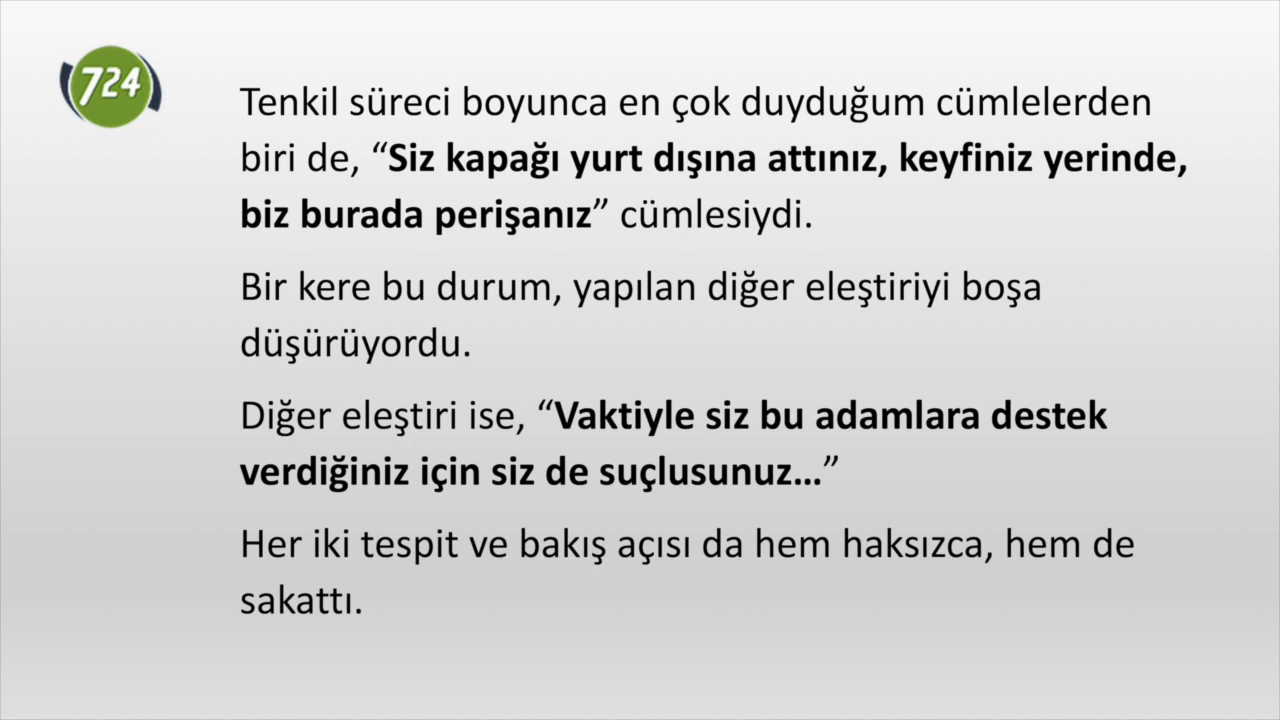 724
Tenkil süreci boyunca en çok duyduğum cümlelerden
biri de, “Siz kapağı yurt dışına attınız, keyfiniz yerinde,
biz burada perişanız” cümlesiydi.
Bir kere bu durum, yapılan diğer eleştiriyi boşa
düşürüyordu.
Diğer eleştiri ise, “Vaktiyle siz bu adamlara destek
verdiğiniz için siz de suçlusunuz...”
Her iki tespit ve bakış açısı da hem haksızca, hem de
sakattı.